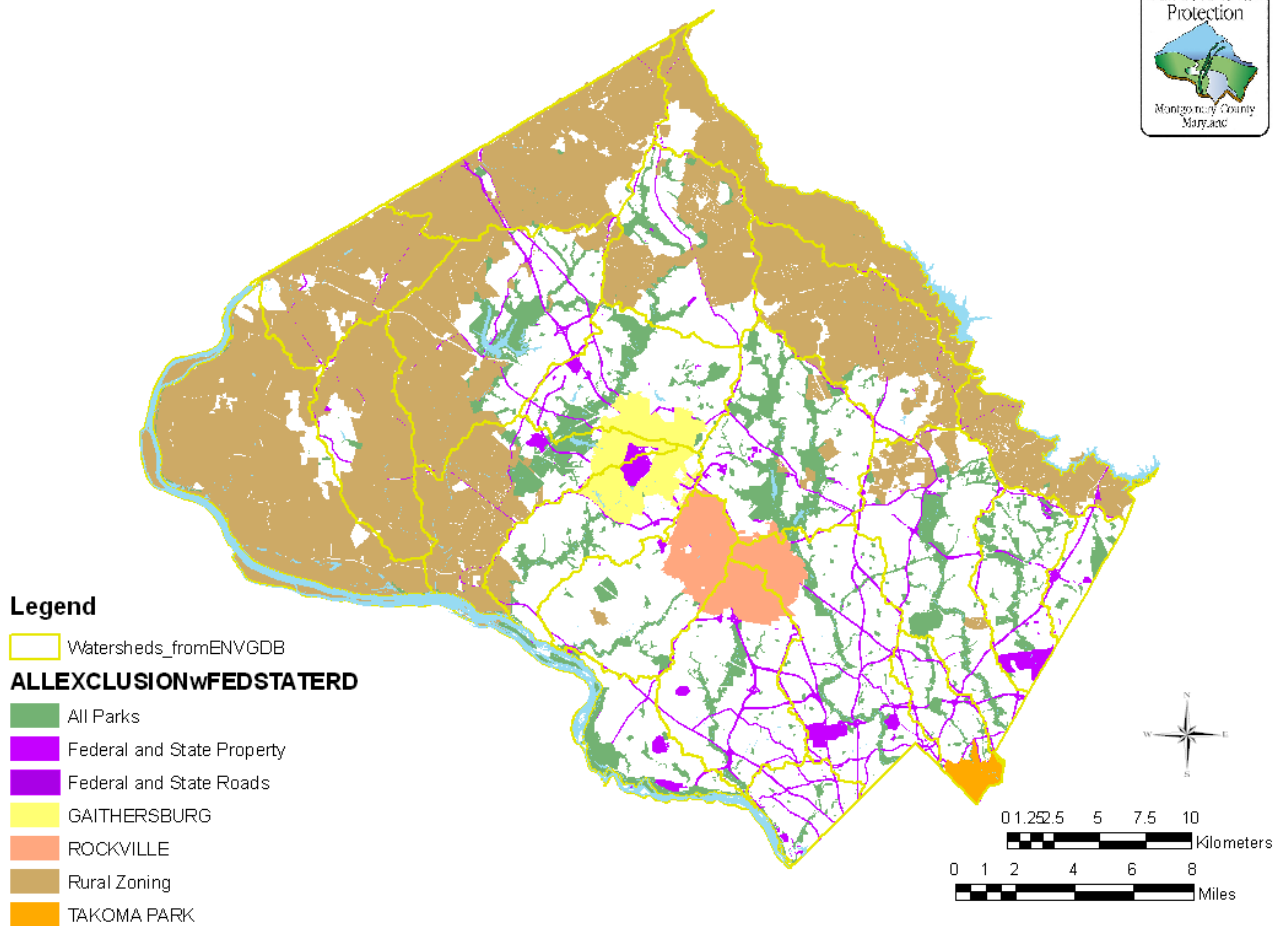 Protection
Montgomery County
Maryland
Legend
Watersheds_fromENVGDB
ALLEXCLUSIONwFEDSTATERD
All Parks
Federal and State Property
Federal and State Roads
GAITHERSBURG
ROCKVILLE
Rural Zoning
TAKOMA PARK
N
W E
S
0 1.252.5 5 7.5 10
Kilometers
0 1 2 4 6 8
Miles